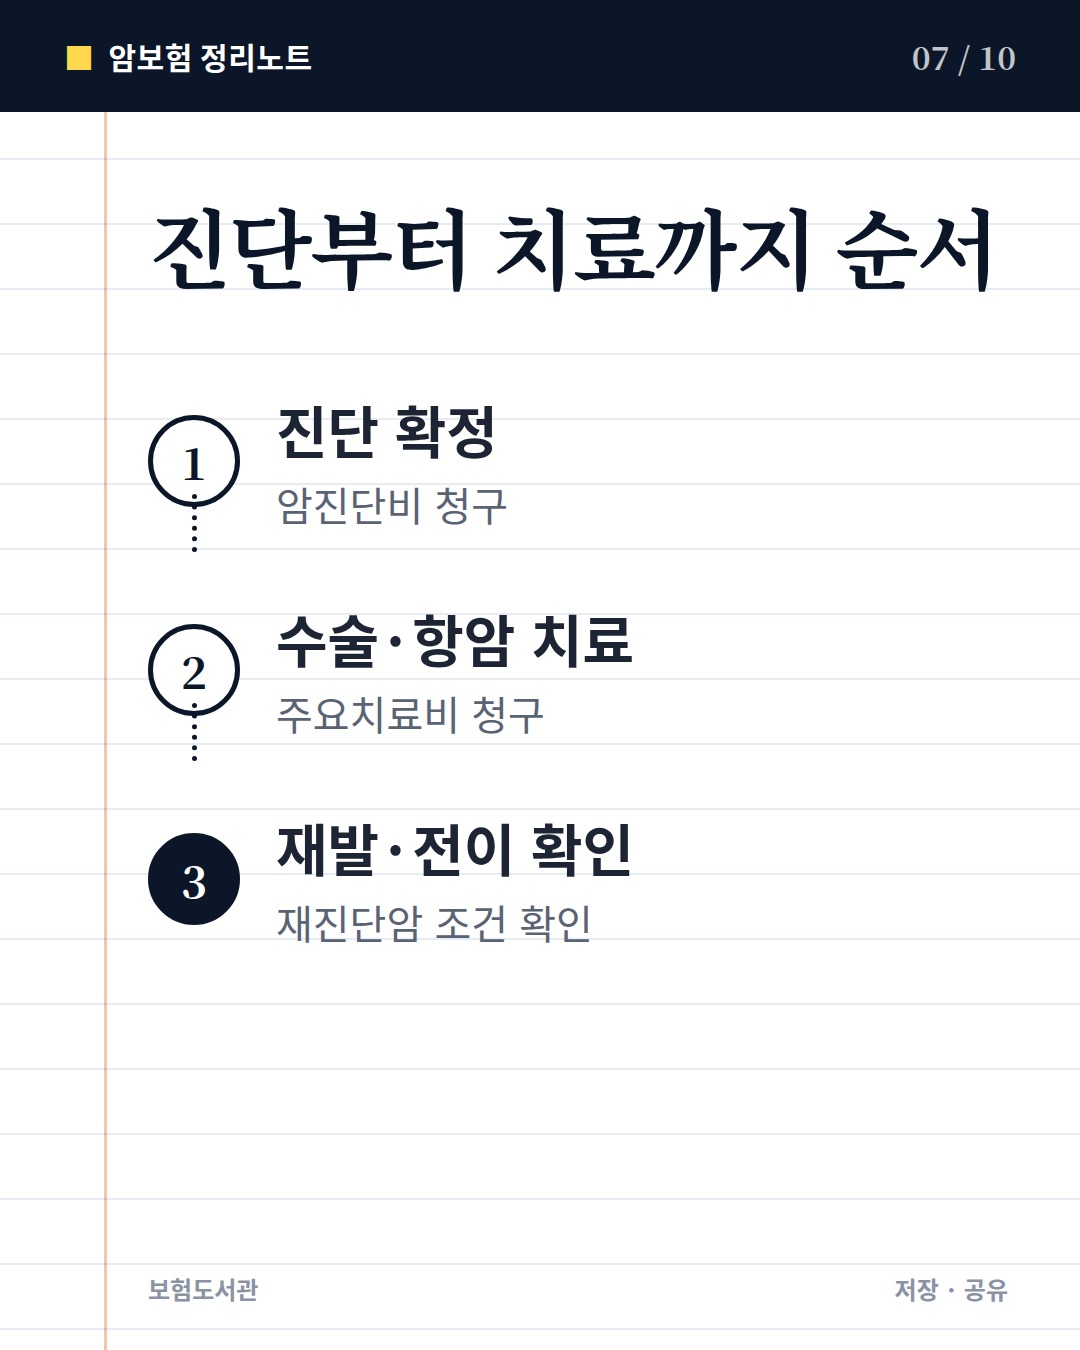 암보험 정리노트
07 / 10
진단부터 치료까지 순서
1
진단 확정
암진단비 청구
2
수술·항암 치료
주요치료비 청구
3
재발·전이 확인
재진단암 조건 확인
보험도서관
저장 · 공유